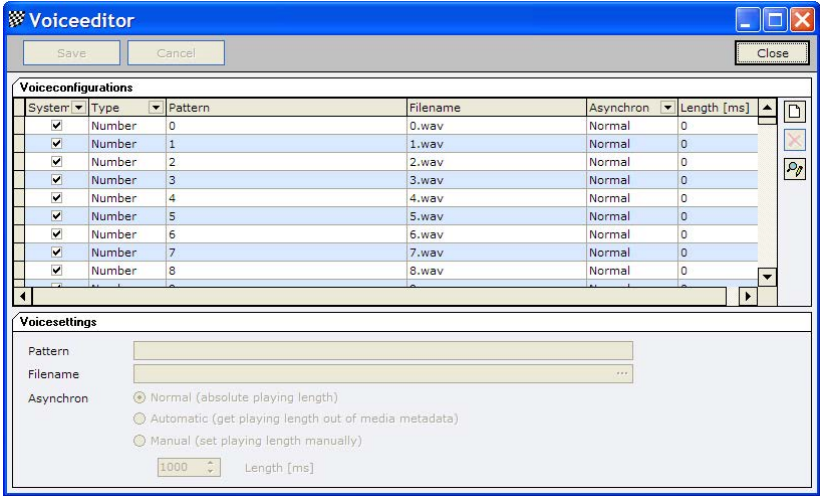 Voiceeditor
Save Cancel Close
Voiceconfigurations
System Type Pattern Filename Asynchron Length [ms]
Number 0 0.wav Normal 0
Number 1 1.wav Normal 0
Number 2 2.wav Normal 0
Number 3 3.wav Normal 0
Number 4 4.wav Normal 0
Number 5 5.wav Normal 0
Number 6 6.wav Normal 0
Number 7 7.wav Normal 0
Number 8 8.wav Normal 0
Voicesettings
Pattern
Filename ...
Asynchron Normal (absolute playing length)
Automatic (get playing length out of media metadata)
Manual (set playing length manually)
1000 Length [ms]